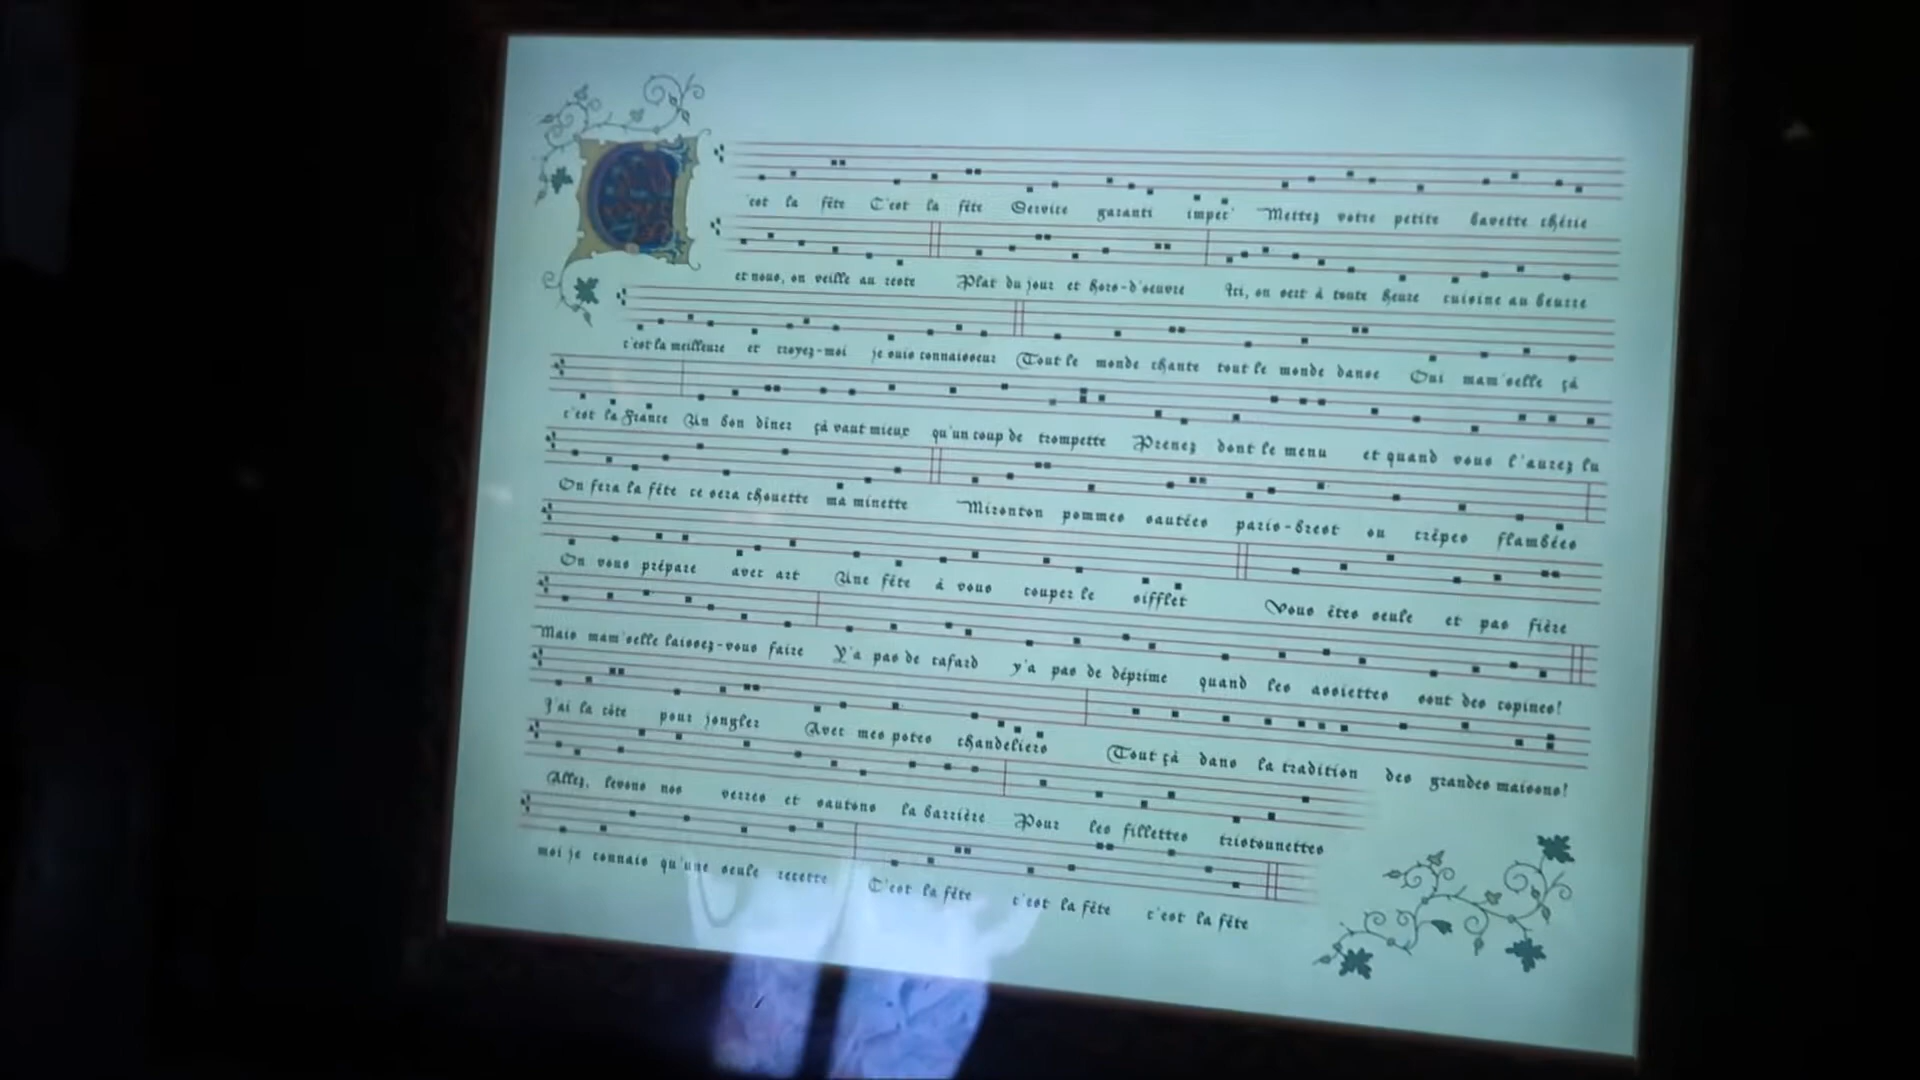 C'est la fête C'est la fête Service garanti impec' Mettez votre petite bavette chérie
et nous, on veille au reste Plat du jour et hors-d'oeuvre Ici, on sert à toute heure cuisine au beurre
c'est la meilleure et croyez-moi je suis connaisseur Tout le monde chante tout le monde danse Oui mam'selle çà
c'est la France Un bon dîner çà vaut mieux qu'un coup de trompette Prenez dont le menu et quand vous l'aurez lu
On fera la fête ce sera chouette ma minette Mironton pommes sautées paris-brest ou crêpes flambées
On vous prépare avec art Une fête à vous couper le sifflet Vous êtes seule et pas fière
Mais mam'selle laissez-vous faire Y'a pas de cafard y'a pas de déprime quand les assiettes sont des copines!
J'ai la côte pour jongler Avec mes potes chandeliers Tout çà dans la tradition des grandes maisons!
Allez, levons nos verres et sautons la barrière Pour les fillettes tristounettes
moi je connais qu'une seule recette C'est la fête c'est la fête c'est la fête